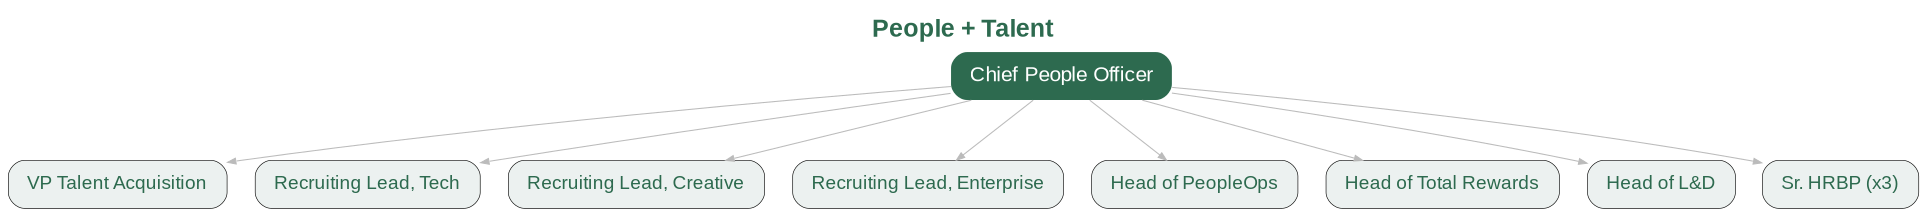 People + Talent
Chief People Officer
VP Talent Acquisition
Recruiting Lead, Tech
Recruiting Lead, Creative
Recruiting Lead, Enterprise
Head of PeopleOps
Head of Total Rewards
Head of L&D
Sr. HRBP (x3)